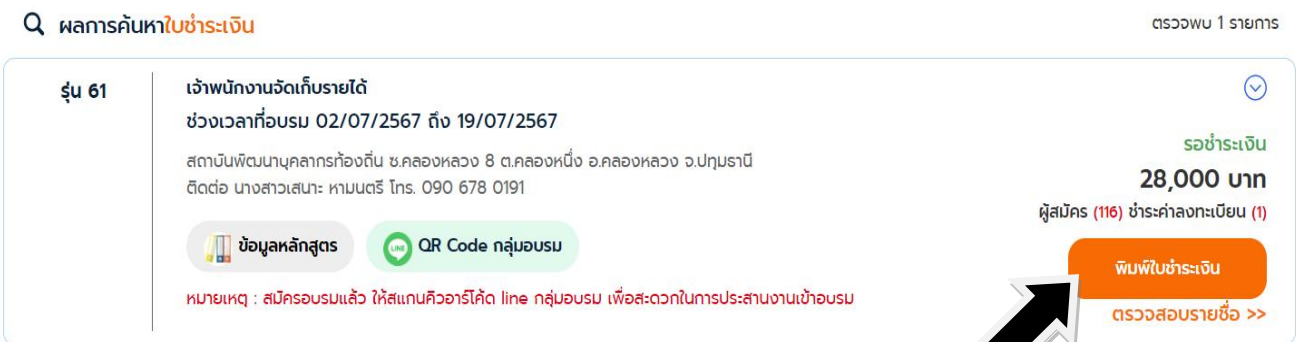 ผลการค้นหาใบชำระเงิน
ตรวจพบ 1 รายการ
รุ่น 61
เจ้าพนักงานจัดเก็บรายได้
ช่วงเวลาที่อบรม 02/07/2567 ถึง 19/07/2567
สถาบันพัฒนาบุคลากรท้องถิ่น ซ.คลองหลวง 8 ต.คลองหนึ่ง อ.คลองหลวง จ.ปทุมธานี
ติดต่อ นางสาวเสนาะ หามนตรี โทร. 090 678 0191
รอชำระเงิน
28,000 บาท
ผู้สมัคร (116) ชำระค่าลงทะเบียน (1)
ข้อมูลหลักสูตร
LINE QR Code กลุ่มอบรม
พิมพ์ใบชำระเงิน
หมายเหตุ : สมัครอบรมแล้ว ให้สแกนคิวอาร์โค้ด line กลุ่มอบรม เพื่อสะดวกในการประสานงานเข้าอบรม
ตรวจสอบรายชื่อ >>